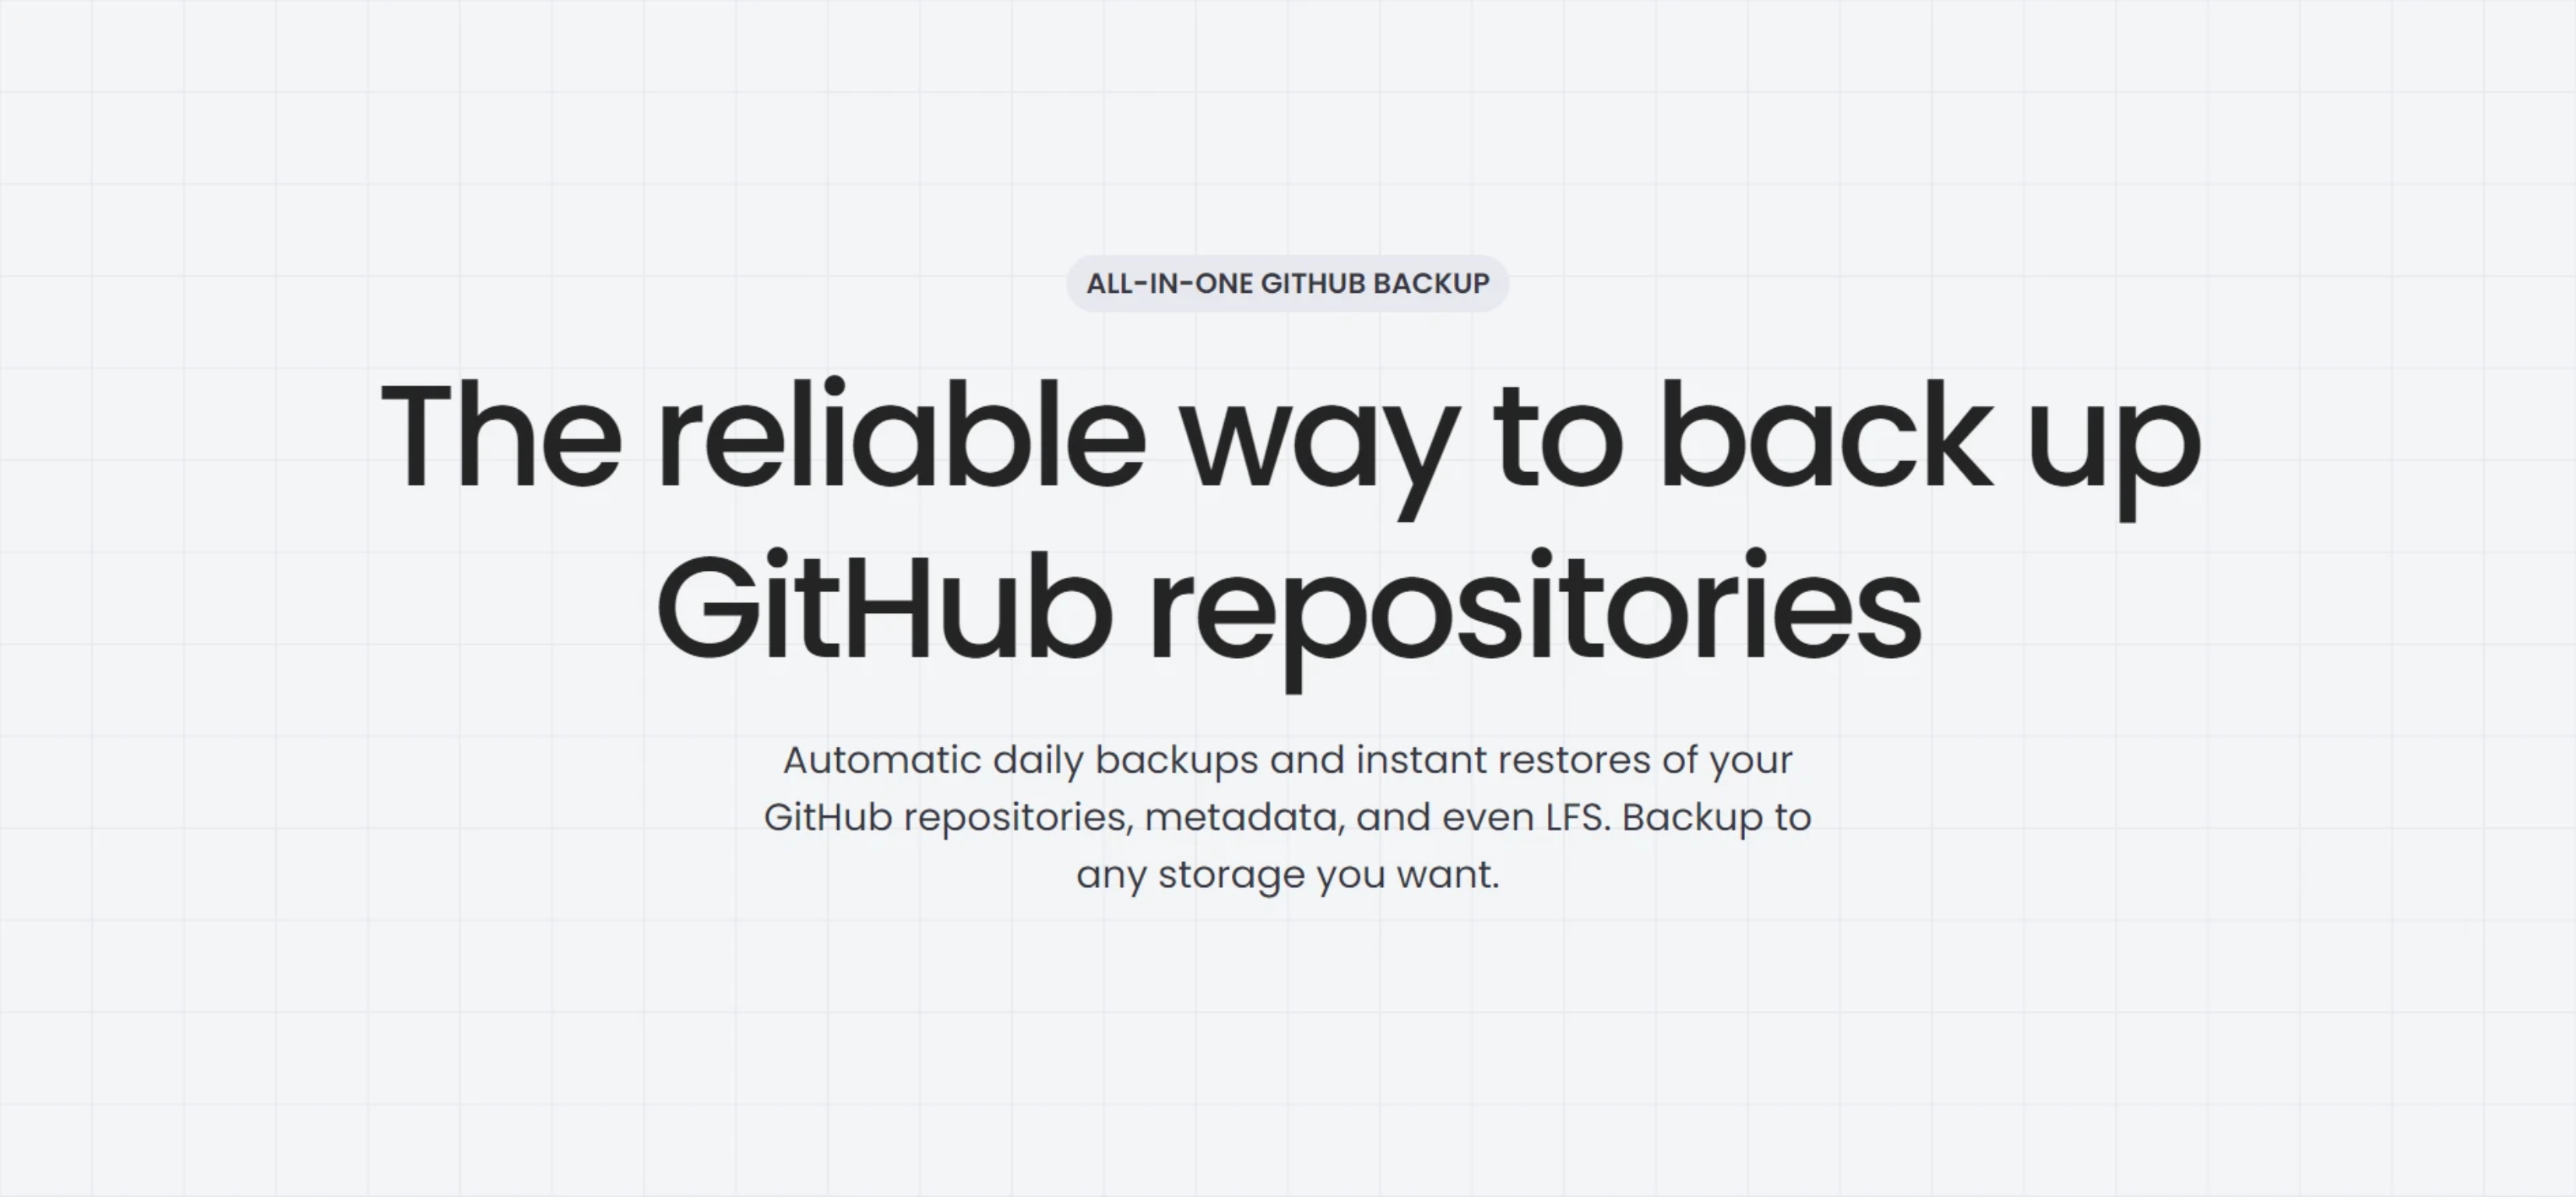 ALL-IN-ONE GITHUB BACKUP
The reliable way to back up
GitHub repositories
Automatic daily backups and instant restores of your
GitHub repositories, metadata, and even LFS. Backup to
any storage you want.